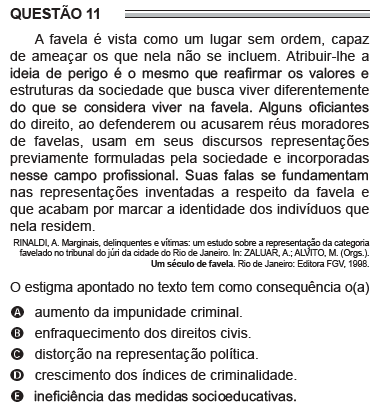 QUESTÃO 11
A favela é vista como um lugar sem ordem, capaz
de ameaçar os que nela não se incluem. Atribuir-lhe a
ideia de perigo é o mesmo que reafirmar os valores e
estruturas da sociedade que busca viver diferentemente
do que se considera viver na favela. Alguns oficiantes
do direito, ao defenderem ou acusarem réus moradores
de favelas, usam em seus discursos representações
previamente formuladas pela sociedade e incorporadas
nesse campo profissional. Suas falas se fundamentam
nas representações inventadas a respeito da favela e
que acabam por marcar a identidade dos indivíduos que
nela residem.
RINALDI, A. Marginais, delinquentes e vítimas: um estudo sobre a representação da categoria
favelado no tribunal do júri da cidade do Rio de Janeiro. In: ZALUAR, A.; ALVITO, M. (Orgs.).
Um século de favela. Rio de Janeiro: Editora FGV, 1998.
O estigma apontado no texto tem como consequência o(a)
A aumento da impunidade criminal.
B enfraquecimento dos direitos civis.
C distorção na representação política.
D crescimento dos índices de criminalidade.
E ineficiência das medidas socioeducativas.